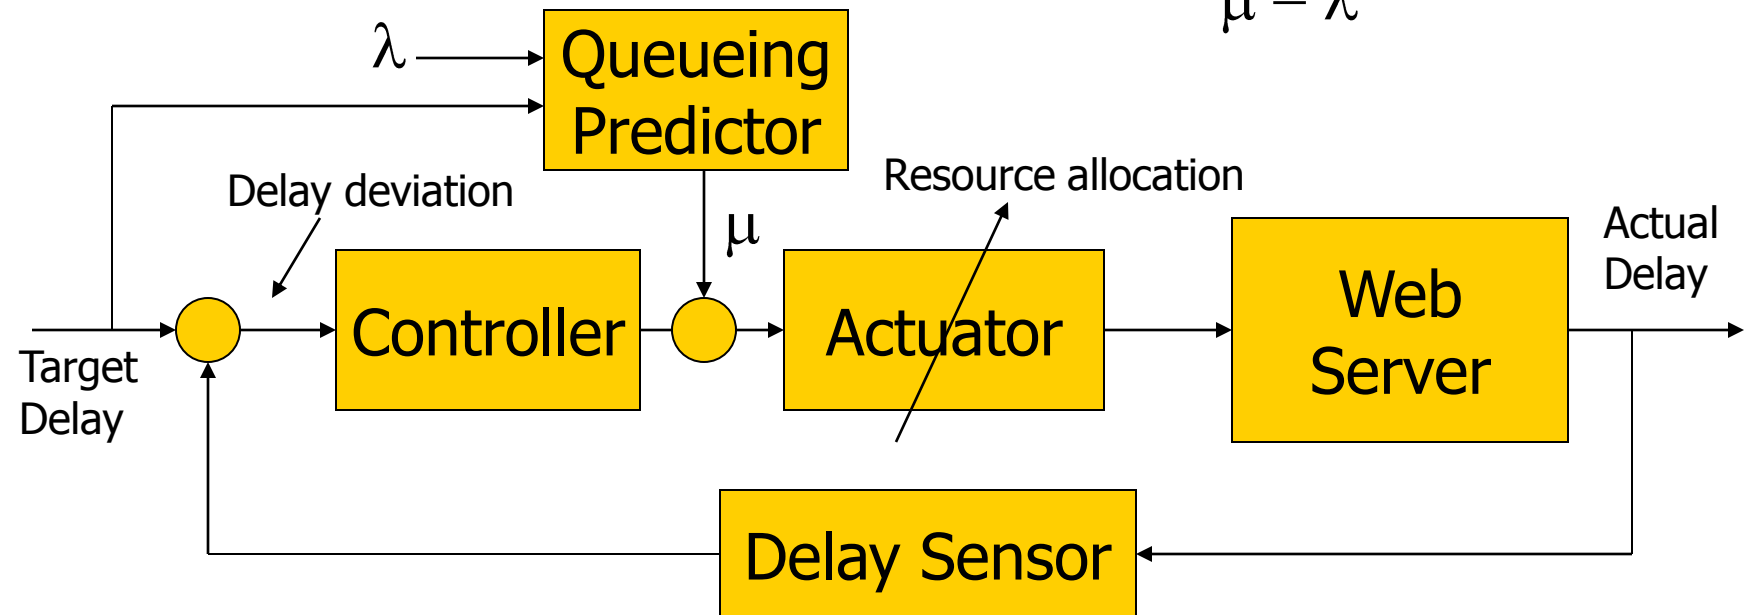 μ − λ
λ
Queueing
Predictor
Delay deviation
Resource allocation
μ
Actual
Delay
Controller
Actuator
Web
Server
Target
Delay
Delay Sensor